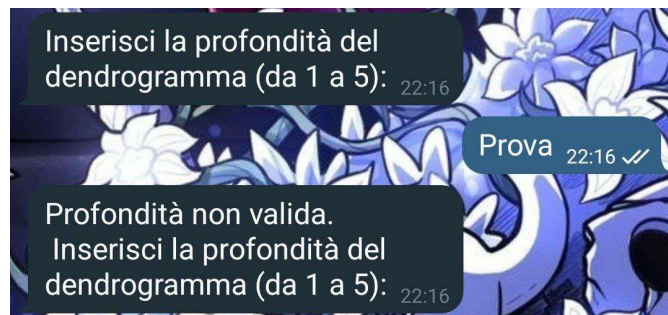 Inserisci la profondità del
dendrogramma (da 1 a 5): 22:16
Prova 22:16
Profondità non valida.
Inserisci la profondità del
dendrogramma (da 1 a 5): 22:16